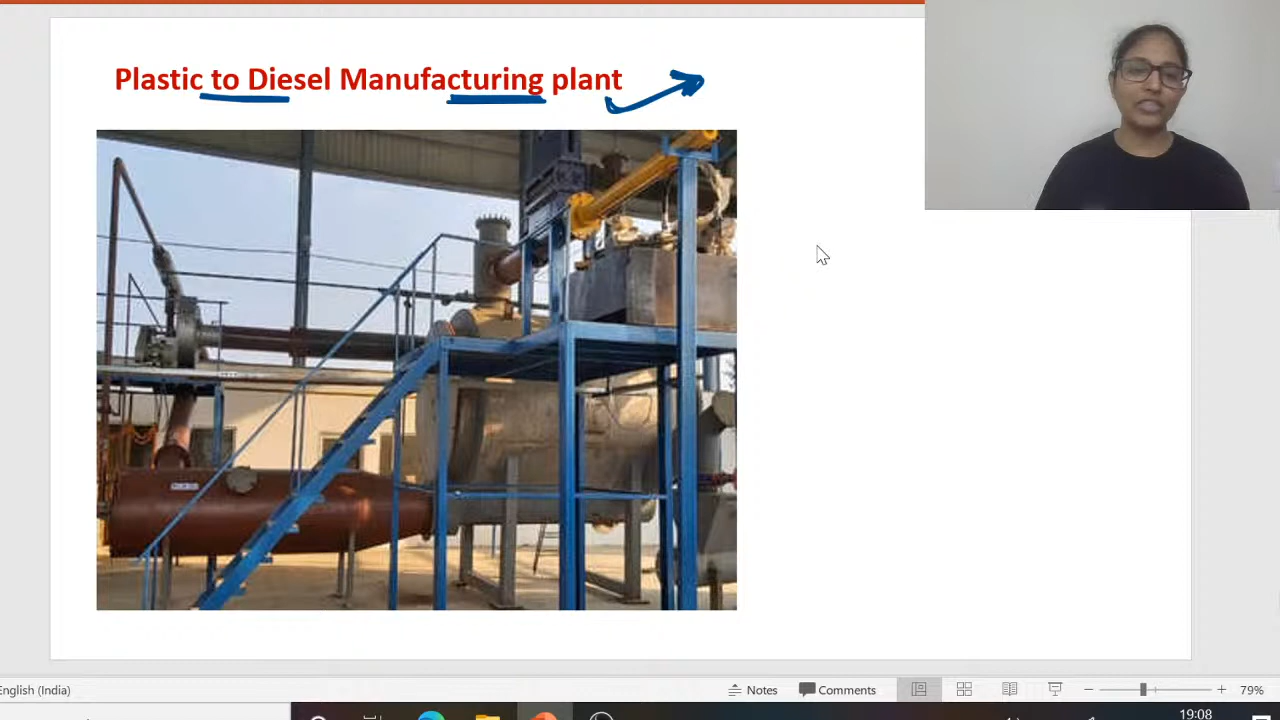 Plastic to Diesel Manufacturing plant
English (India)
Notes
Comments
79%
19:08